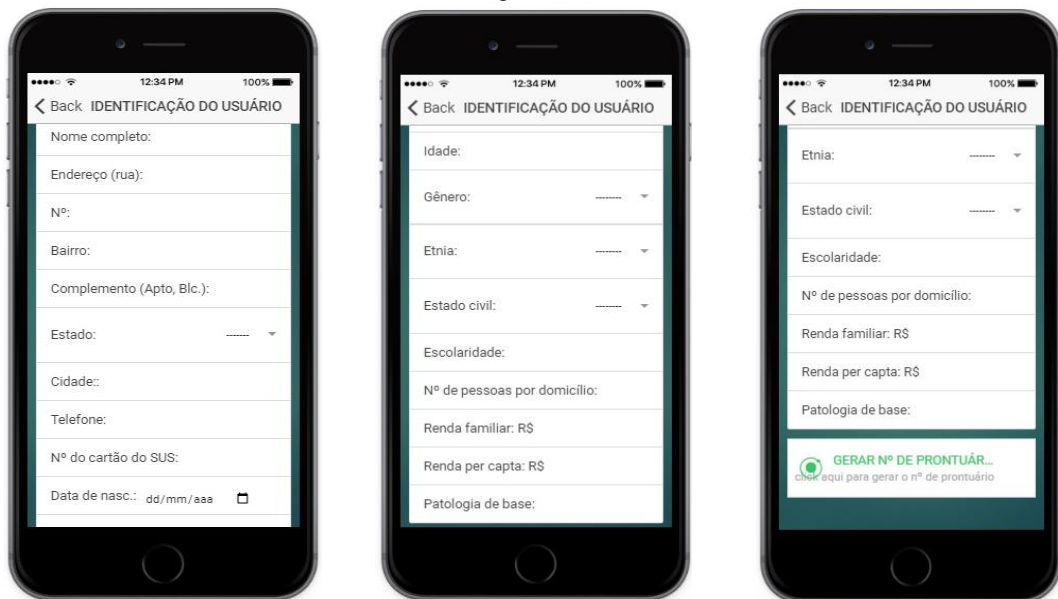 12:34 PM 100%
Back IDENTIFICAÇÃO DO USUÁRIO
Nome completo:
Endereço (rua):
Nº:
Bairro:
Complemento (Apto, Blc.):
Estado: -------
Cidade::
Telefone:
Nº do cartão do SUS:
Data de nasc.: dd/mm/aaa
12:34 PM 100%
Back IDENTIFICAÇÃO DO USUÁRIO
Idade:
Gênero: --------
Etnia: --------
Estado civil: --------
Escolaridade:
Nº de pessoas por domicílio:
Renda familiar: R$
Renda per capta: R$
Patologia de base:
12:34 PM 100%
Back IDENTIFICAÇÃO DO USUÁRIO
Etnia: --------
Estado civil: --------
Escolaridade:
Nº de pessoas por domicílio:
Renda familiar: R$
Renda per capta: R$
Patologia de base:
GERAR Nº DE PRONTUÁR...
click aqui para gerar o nº de prontuário